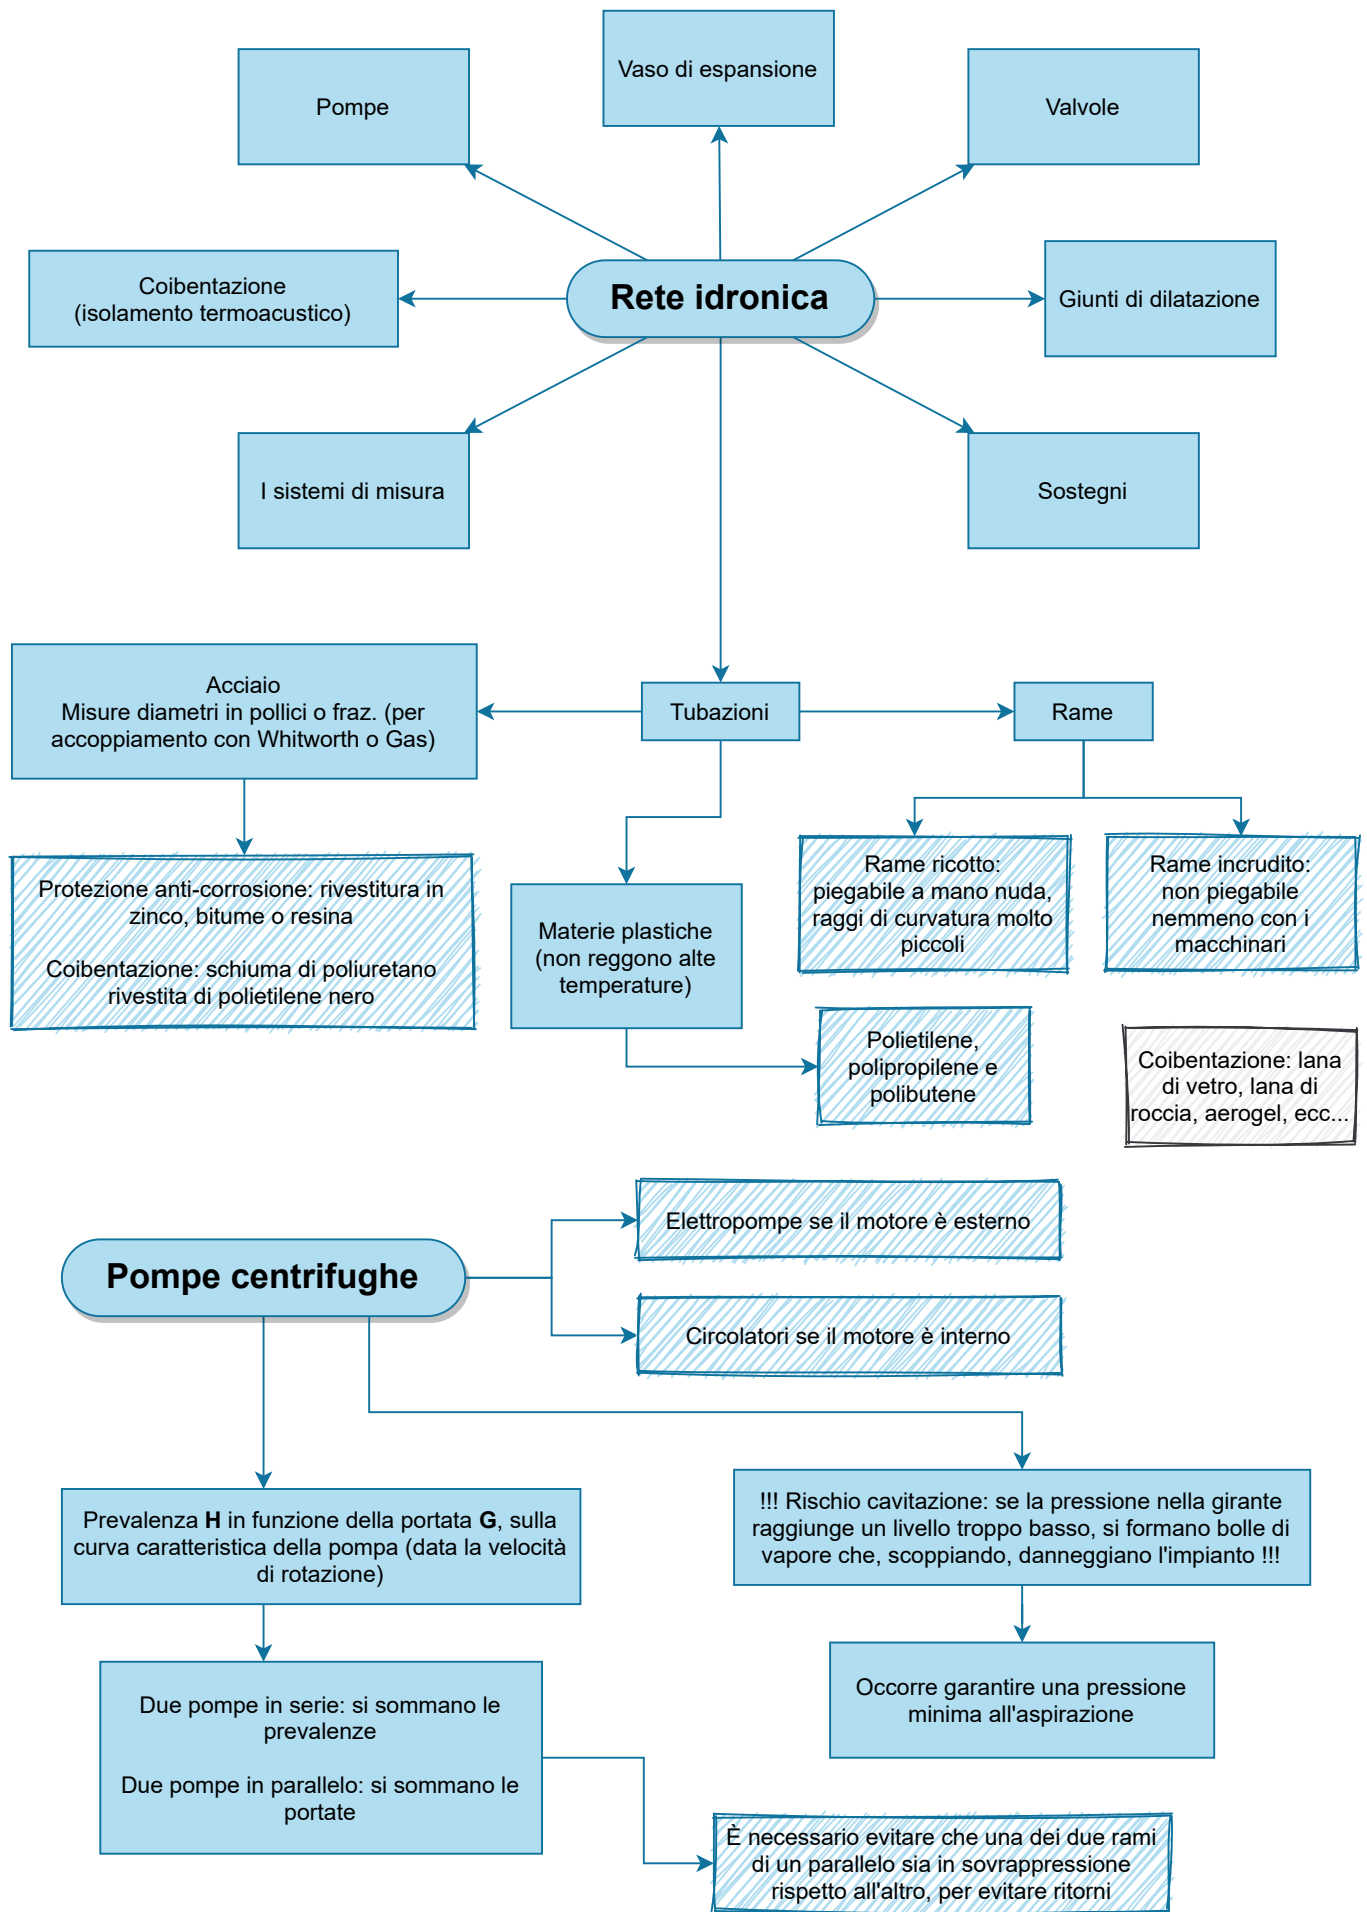 Vaso di espansione
Pompe
Valvole
Coibentazione
(isolamento termoacustico)
Rete idronica
Giunti di dilatazione
I sistemi di misura
Sostegni
Acciaio
Misure diametri in pollici o fraz. (per
accoppiamento con Whitworth o Gas)
Tubazioni
Rame
Protezione anti-corrosione: rivestitura in
zinco, bitume o resina
Coibentazione: schiuma di poliuretano
rivestita di polietilene nero
Materie plastiche
(non reggono alte
temperature)
Rame ricotto:
piegabile a mano nuda,
raggi di curvatura molto
piccoli
Rame incrudito:
non piegabile
nemmeno con i
macchinari
Polietilene,
polipropilene e
polibutene
Coibentazione: lana
di vetro, lana di
roccia, aerogel, ecc...
Elettropompe se il motore è esterno
Pompe centrifughe
Circolatori se il motore è interno
Prevalenza H in funzione della portata G, sulla
curva caratteristica della pompa (data la velocità
di rotazione)
!!! Rischio cavitazione: se la pressione nella girante
raggiunge un livello troppo basso, si formano bolle di
vapore che, scoppiando, danneggiano l'impianto !!!
Due pompe in serie: si sommano le
prevalenze
Due pompe in parallelo: si sommano le
portate
Occorre garantire una pressione
minima all'aspirazione
È necessario evitare che una dei due rami
di un parallelo sia in sovrappressione
rispetto all'altro, per evitare ritorni